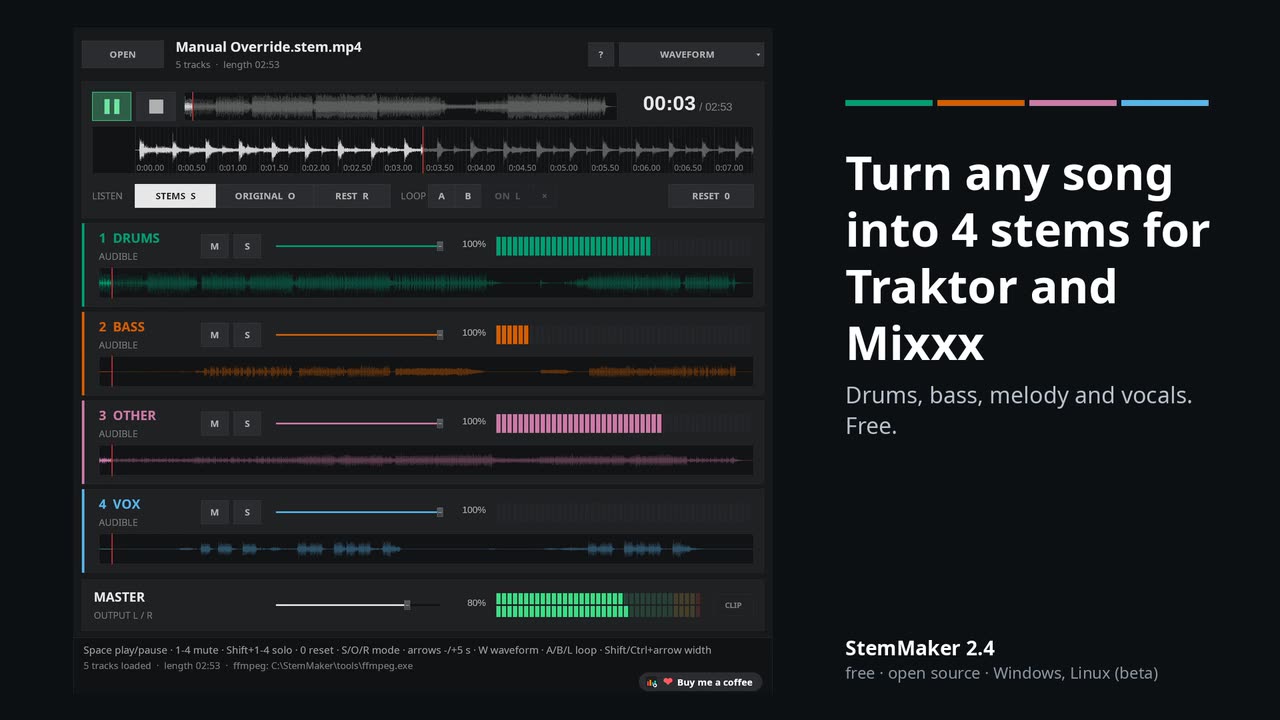 OPEN
Manual Override.stem.mp4
5 tracks · length 02:53
?
WAVEFORM
00:03 / 02:53
0:00.00 0:00.50 0:01.00 0:01.50 0:02.00 0:02.50 0:03.00 0:03.50 0:04.00 0:04.50 0:05.00 0:05.50 0:06.00 0:06.50 0:07.00
LISTEN STEMS S ORIGINAL O REST R LOOP A B ON L × RESET 0
1 DRUMS
AUDIBLE
M S 100%
2 BASS
AUDIBLE
M S 100%
3 OTHER
AUDIBLE
M S 100%
4 VOX
AUDIBLE
M S 100%
MASTER
OUTPUT L / R
80%
CLIP
Space play/pause · 1-4 mute · Shift+1-4 solo · 0 reset · S/O/R mode · arrows -/+5 s · W waveform · A/B/L loop · Shift/Ctrl+arrow width
5 tracks loaded · length 02:53 · ffmpeg: C:\StemMaker\tools\ffmpeg.exe
Buy me a coffee
Turn any song
into 4 stems for
Traktor and
Mixxx
Drums, bass, melody and vocals.
Free.
StemMaker 2.4
free · open source · Windows, Linux (beta)